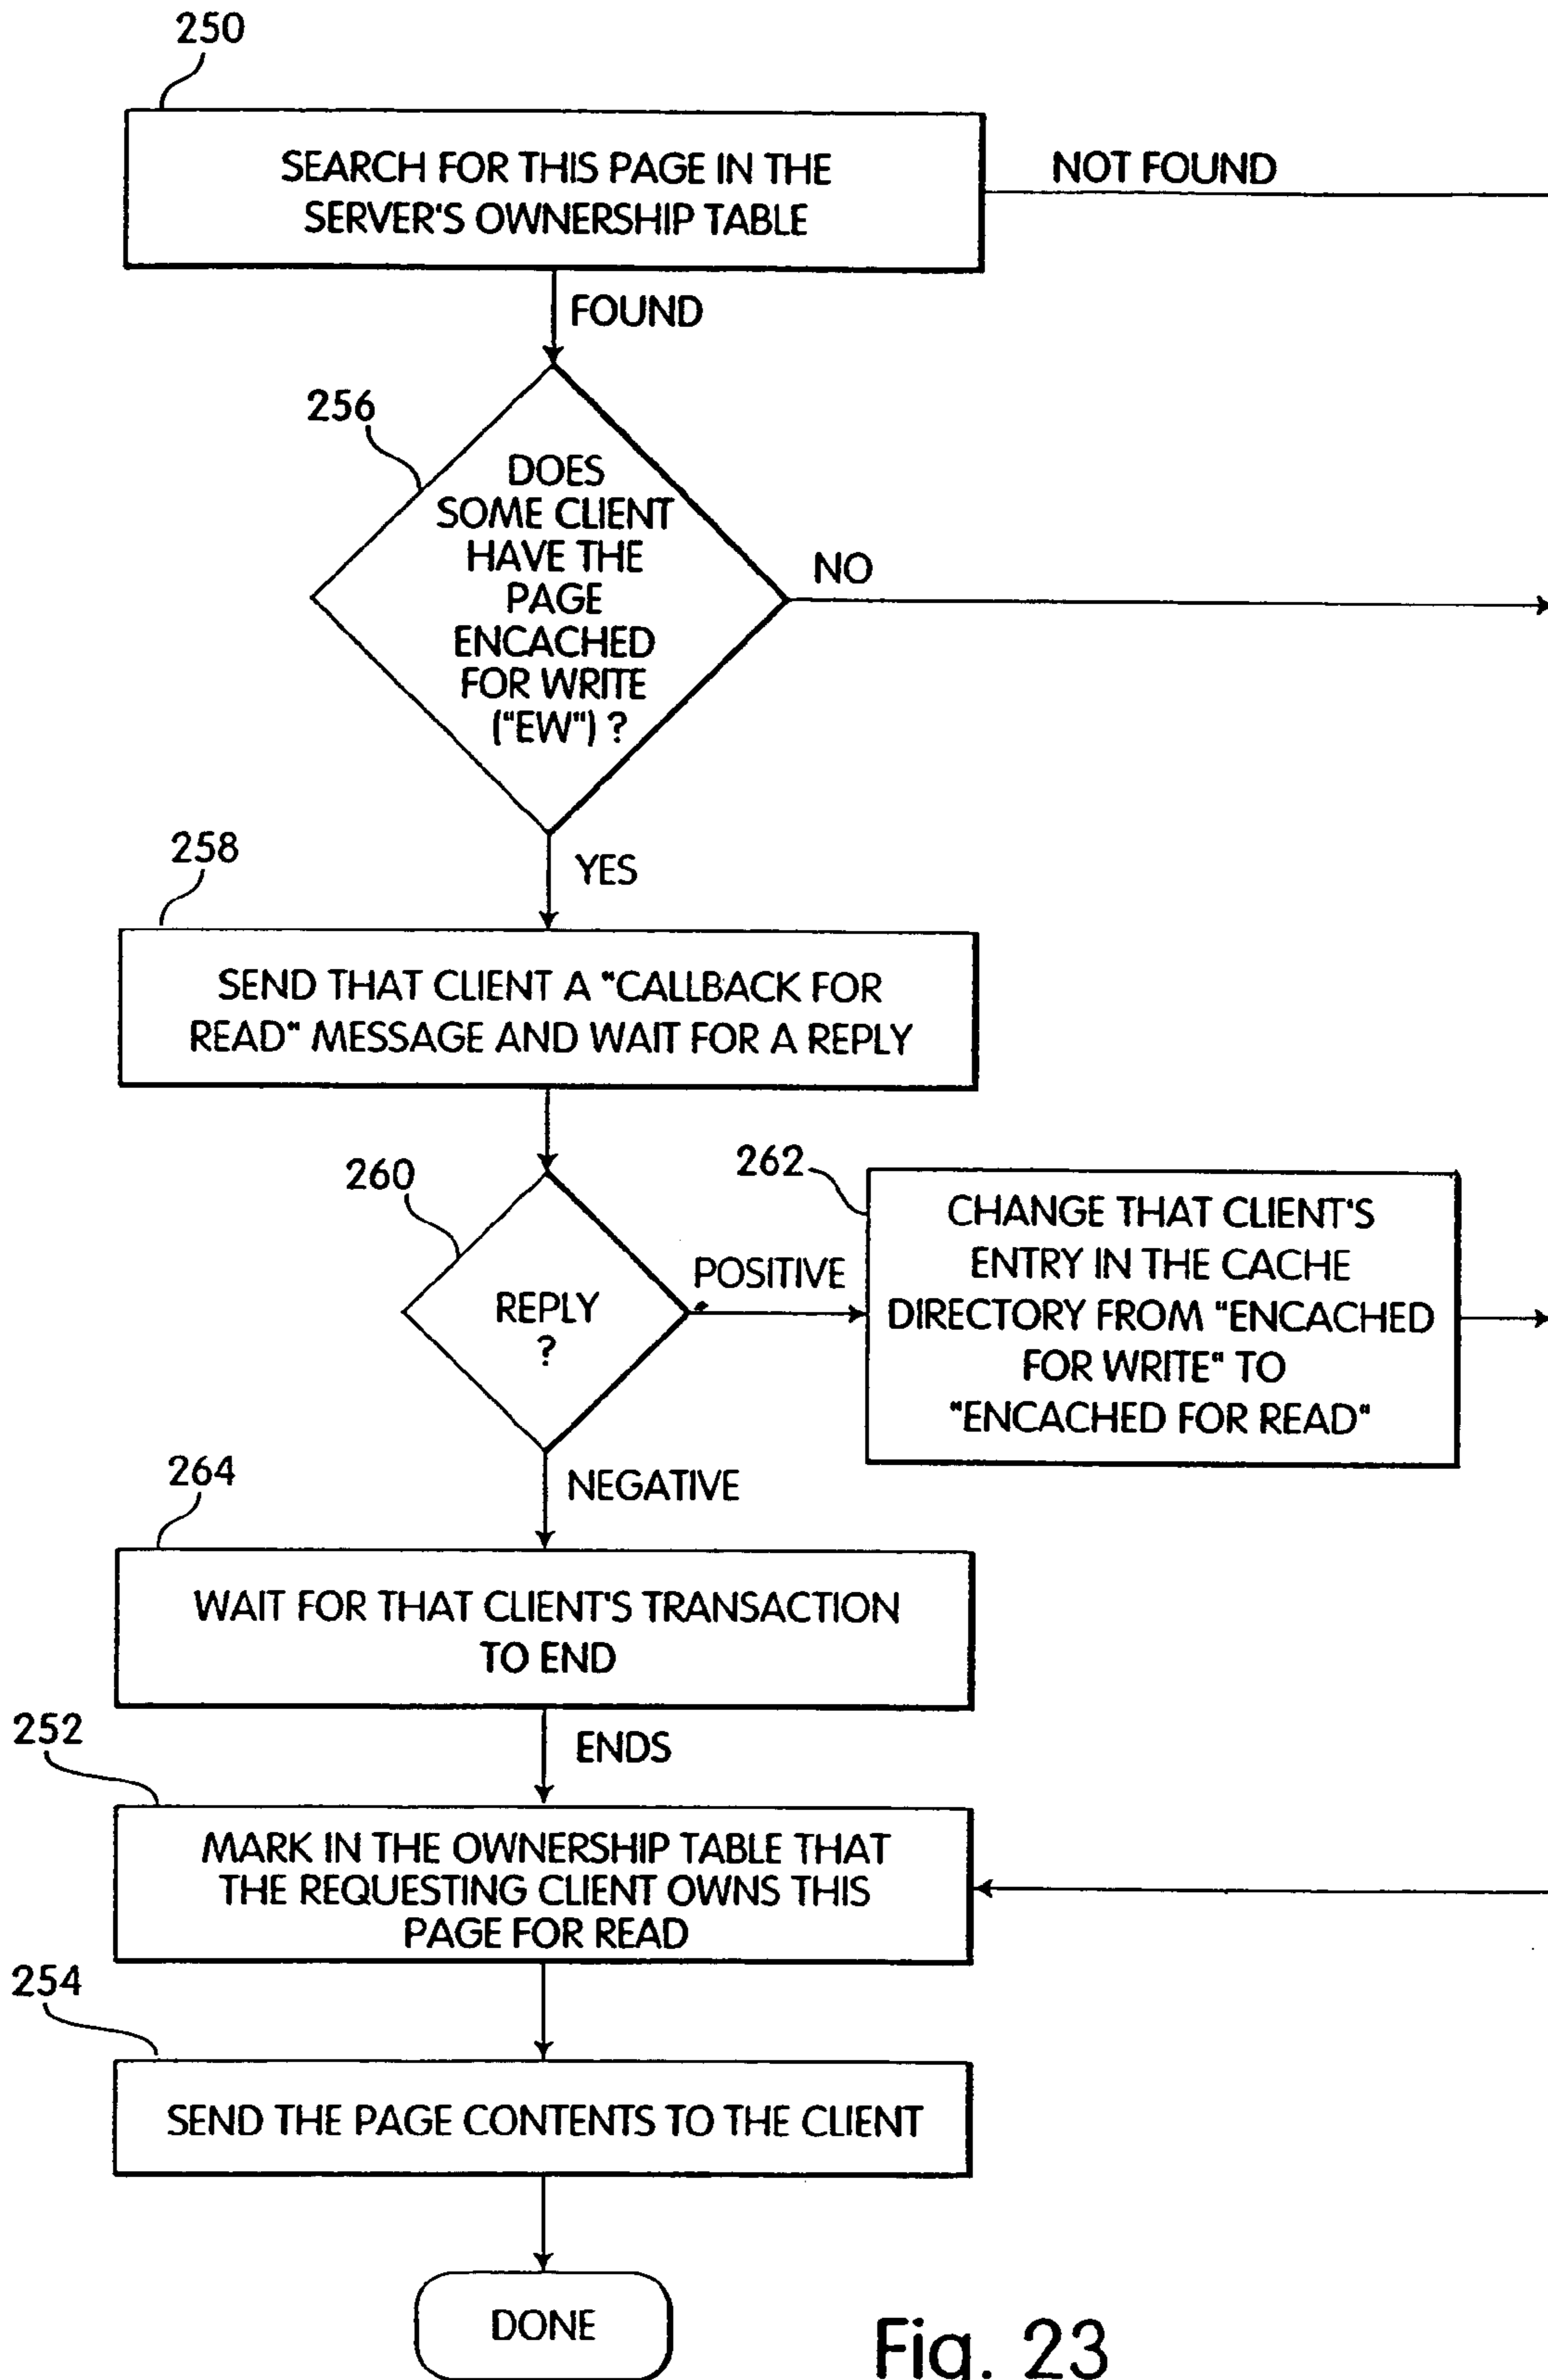 250
SEARCH FOR THIS PAGE IN THE
SERVER'S OWNERSHIP TABLE
NOT FOUND
FOUND
256
DOES
SOME CLIENT
HAVE THE
PAGE
ENCACHED
FOR WRITE
("EW") ?
NO
YES
258
SEND THAT CLIENT A "CALLBACK FOR
READ" MESSAGE AND WAIT FOR A REPLY
260
REPLY
?
POSITIVE
262
CHANGE THAT CLIENT'S
ENTRY IN THE CACHE
DIRECTORY FROM "ENCACHED
FOR WRITE" TO
"ENCACHED FOR READ"
NEGATIVE
264
WAIT FOR THAT CLIENT'S TRANSACTION
TO END
ENDS
252
MARK IN THE OWNERSHIP TABLE THAT
THE REQUESTING CLIENT OWNS THIS
PAGE FOR READ
254
SEND THE PAGE CONTENTS TO THE CLIENT
DONE
Fig. 23